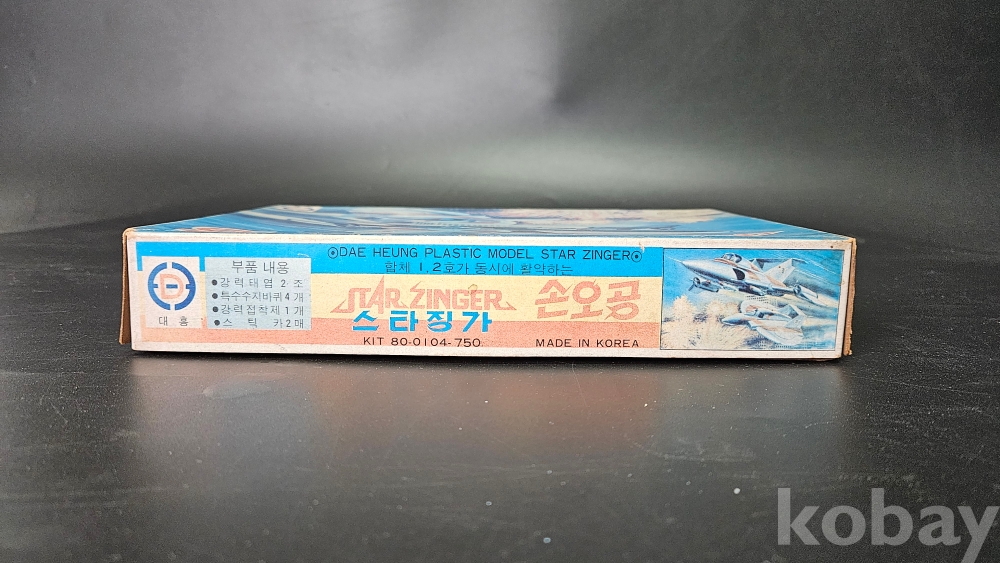 ◉DAE HEUNG PLASTIC MODEL STAR ZINGER◉
합체 1, 2호가 동시에 활약하는
STAR ZINGER 손오공
스타징가
KIT 80-0104-750
MADE IN KOREA
D
대흥
부품 내용
●강력태엽 2조
●특수수지바퀴 4개
●강력접착제 1개
●스틱카 2매
kobay